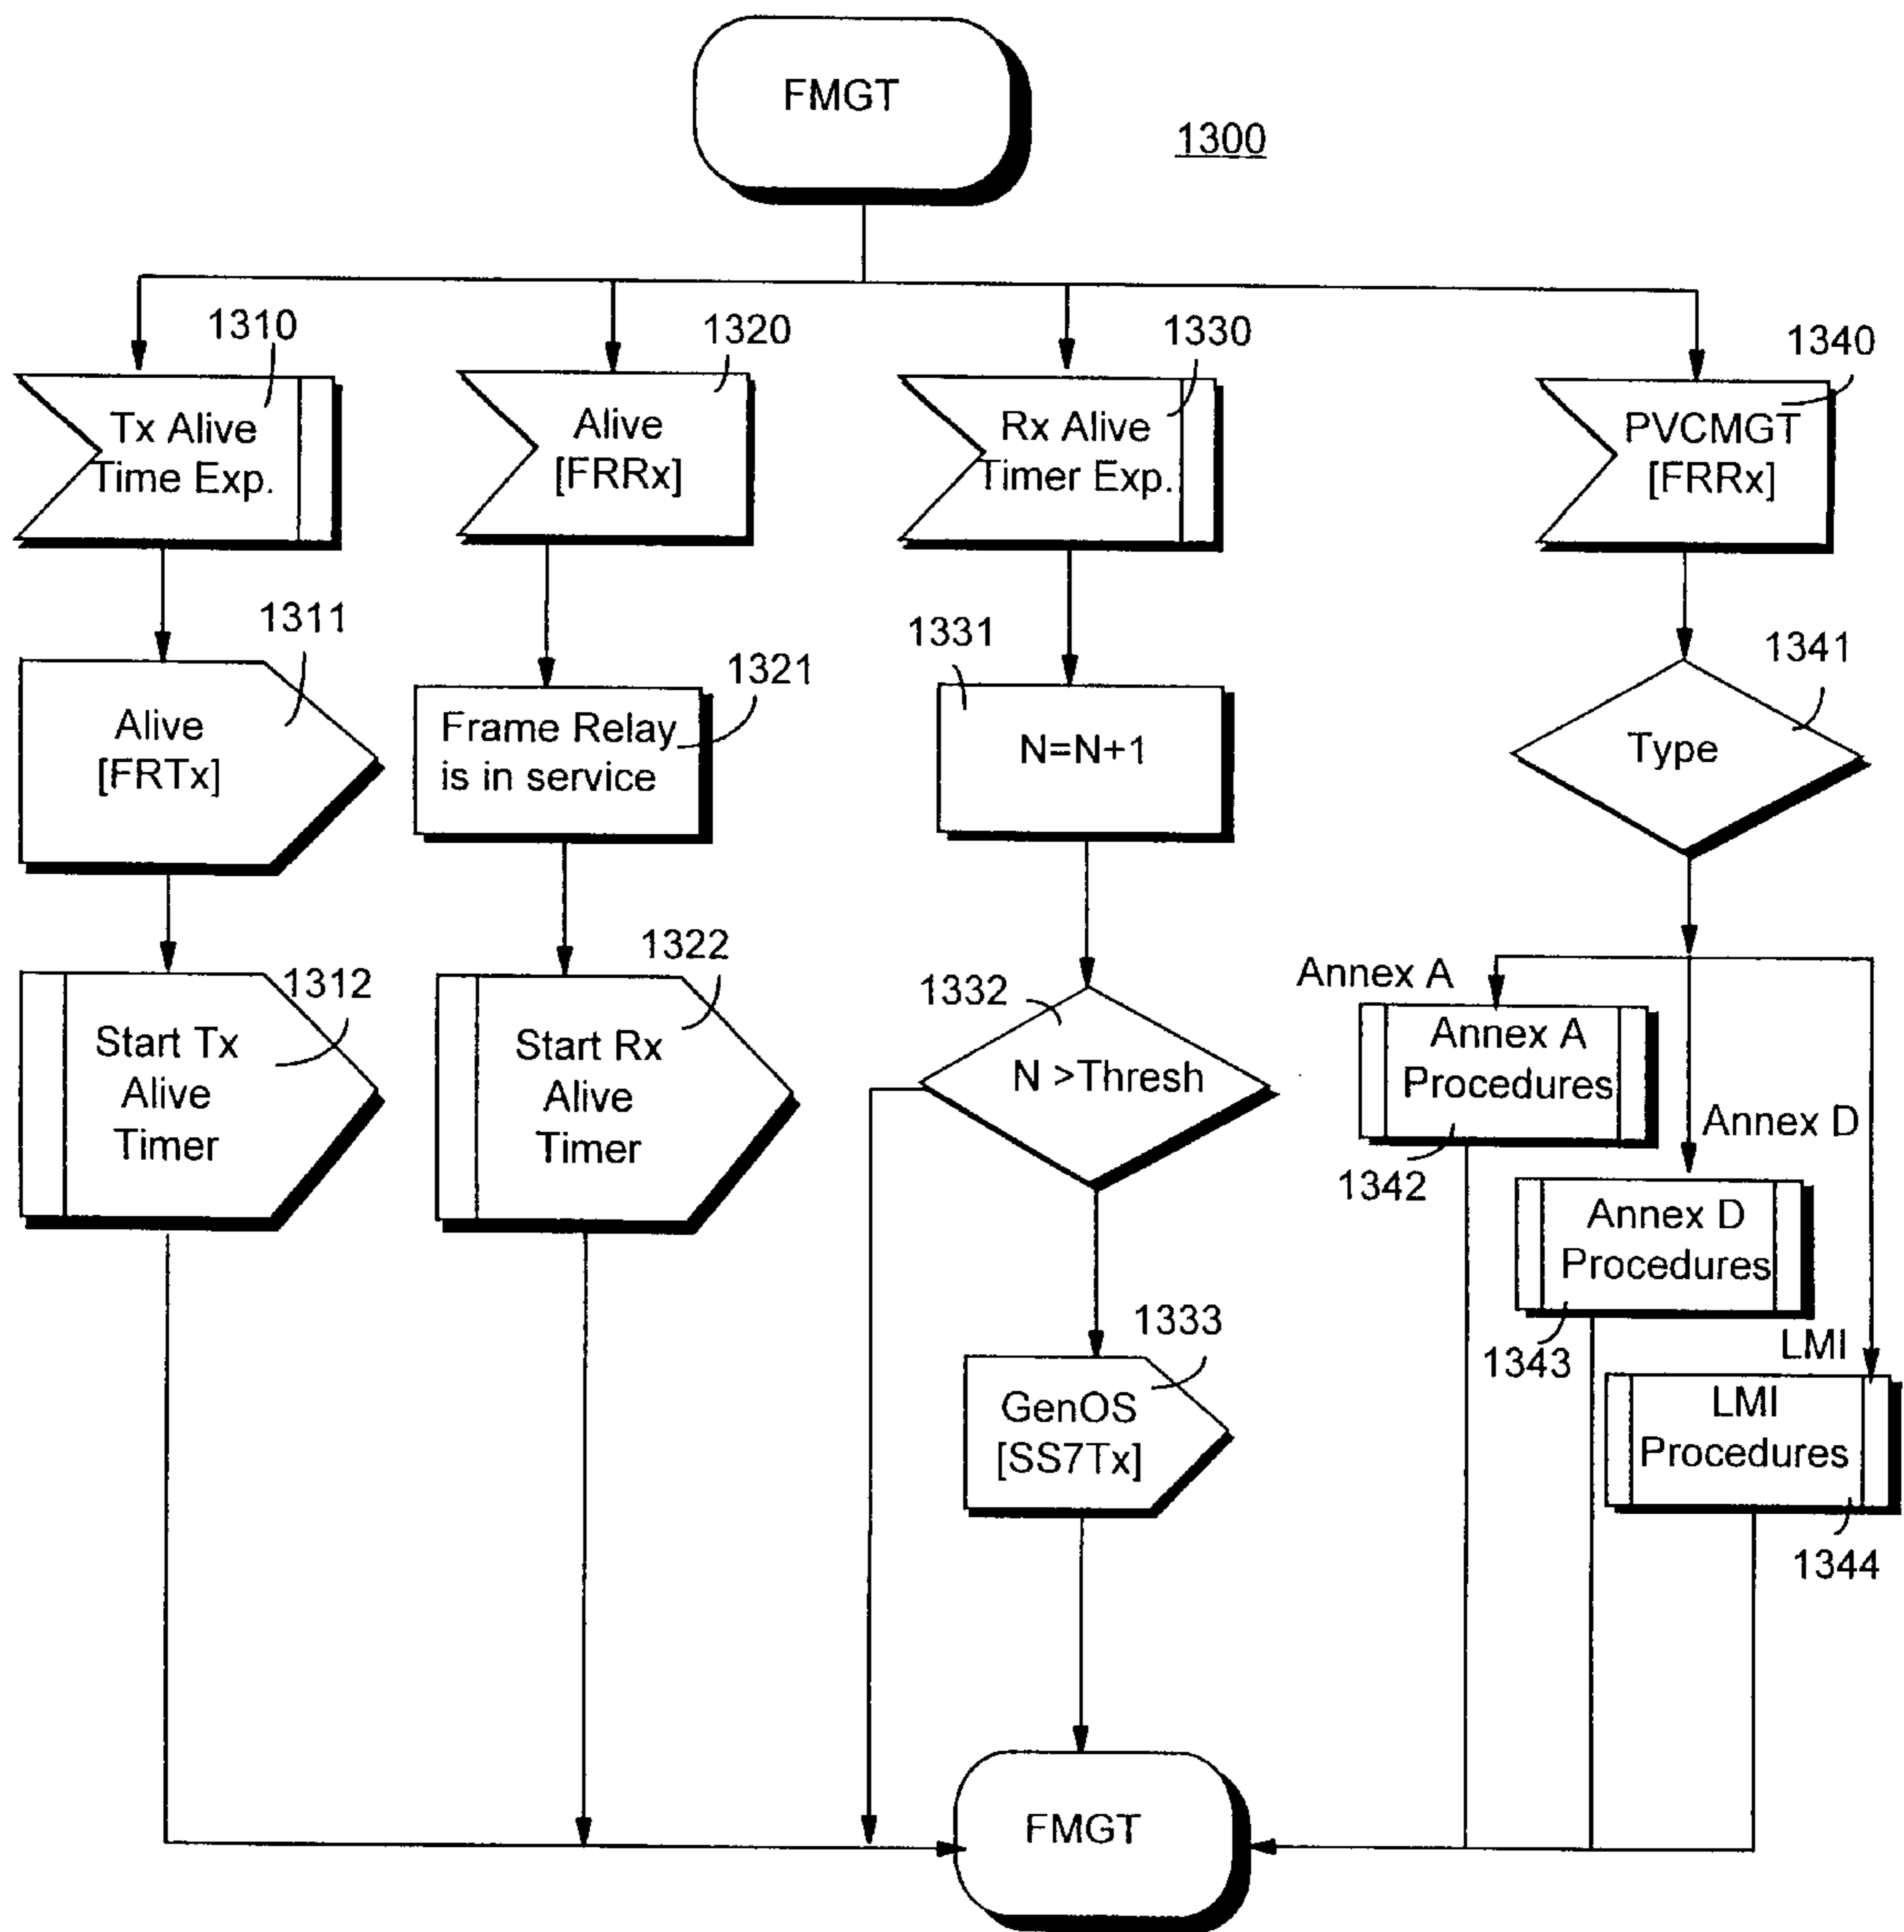 FMGT
1300
1310
1320
1330
1340
Tx Alive
Time Exp.
Alive
[FRRx]
Rx Alive
Timer Exp.
PVCMGT
[FRRx]
1311
1321
1331
1341
Alive
[FRTx]
Frame Relay
is in service
N=N+1
Type
1312
1322
1332
Start Tx
Alive
Timer
Start Rx
Alive
Timer
N >Thresh
Annex A
Annex A
Procedures
1342
Annex D
Annex D
Procedures
1343
LMI
LMI
Procedures
1344
1333
GenOS
[SS7Tx]
FMGT